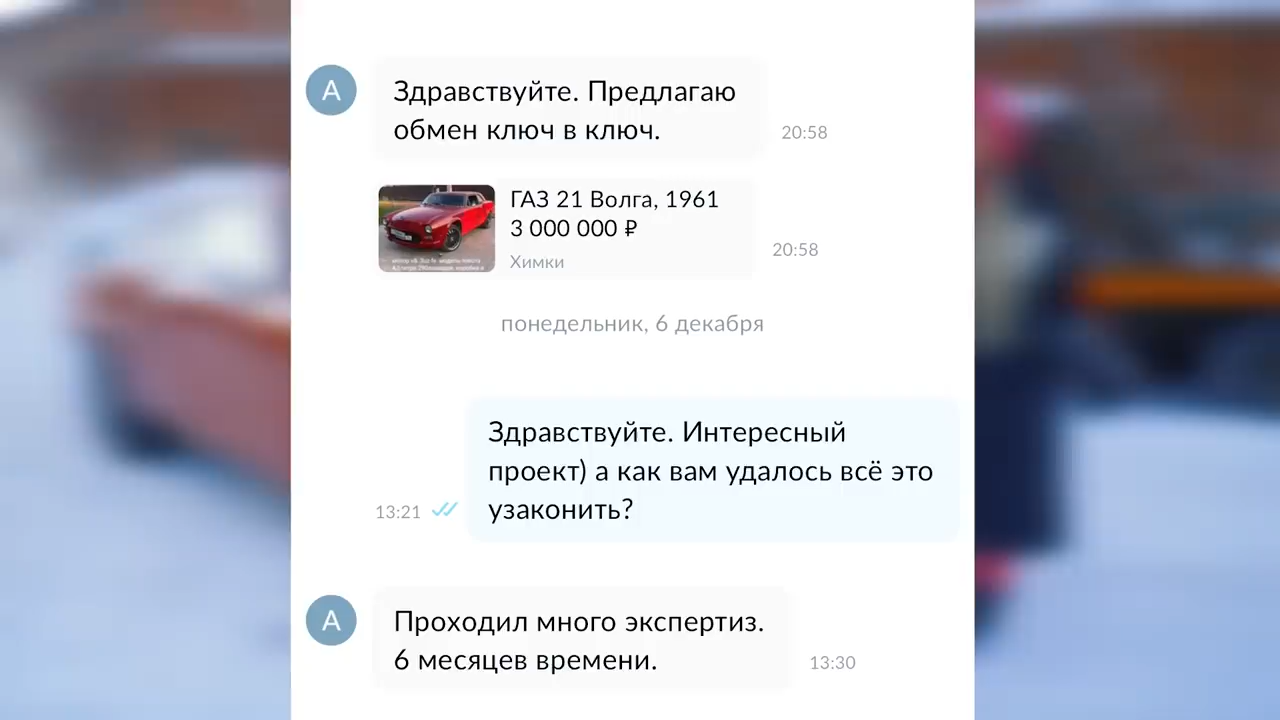 А
Здравствуйте. Предлагаю
обмен ключ в ключ.
20:58
ГАЗ 21 Волга, 1961
3 000 000 ₽
Химки
20:58
понедельник, 6 декабря
Здравствуйте. Интересный
проект) а как вам удалось всё это
узаконить?
13:21
А
Проходил много экспертиз.
6 месяцев времени.
13:30